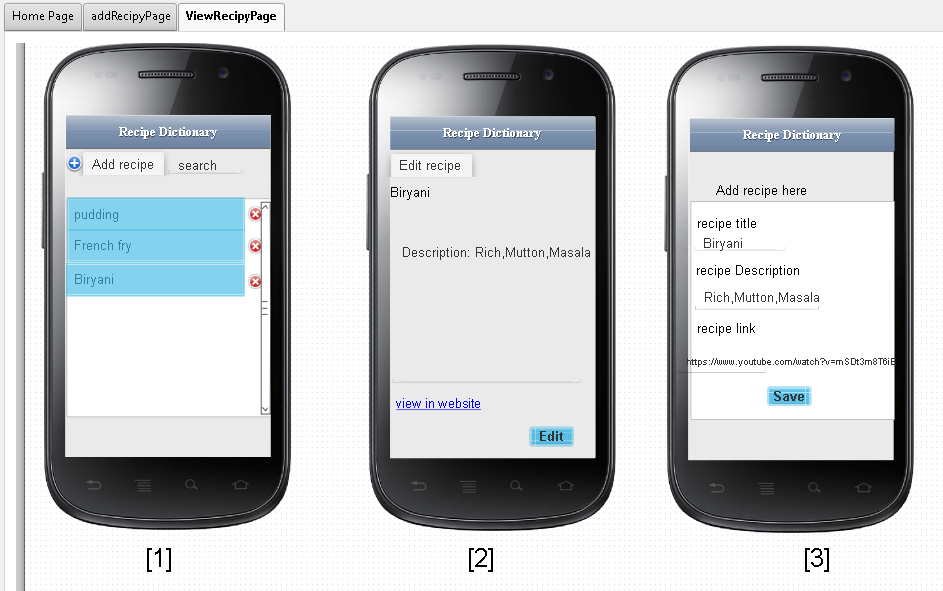 Home Page
addRecipyPage
ViewRecipyPage
Recipe Dictionary
Add recipe
search
pudding
French fry
Biryani
[1]
Recipe Dictionary
Edit recipe
Biryani
Description: Rich,Mutton,Masala
view in website
Edit
[2]
Recipe Dictionary
Add recipe here
recipe title
Biryani
recipe Description
Rich,Mutton,Masala
recipe link
https://www.youtube.com/watch?v=mSDt3m8T6iE
Save
[3]